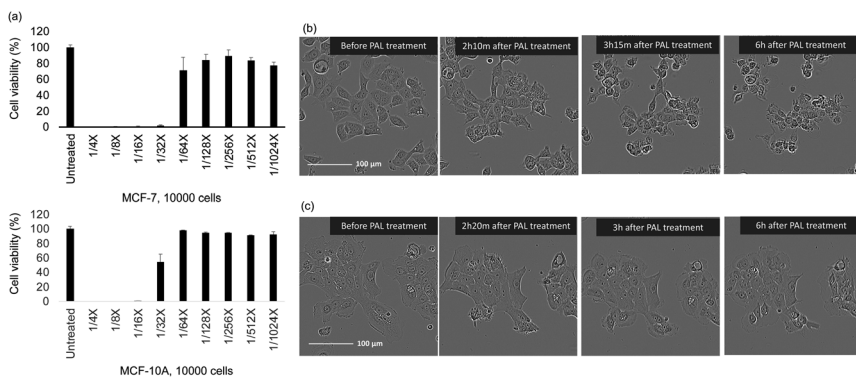 (a)
Cell viability (%)
120
100
80
60
40
20
0
Untreated
1/4X
1/8X
1/16X
1/32X
1/64X
1/128X
1/256X
1/512X
1/1024X
MCF-7, 10000 cells
Cell viability (%)
120
100
80
60
40
20
0
Untreated
1/4X
1/8X
1/16X
1/32X
1/64X
1/128X
1/256X
1/512X
1/1024X
MCF-10A, 10000 cells
(b)
Before PAL treatment
2h10m after PAL treatment
3h15m after PAL treatment
6h after PAL treatment
100 µm
(c)
Before PAL treatment
2h20m after PAL treatment
3h after PAL treatment
6h after PAL treatment
100 µm